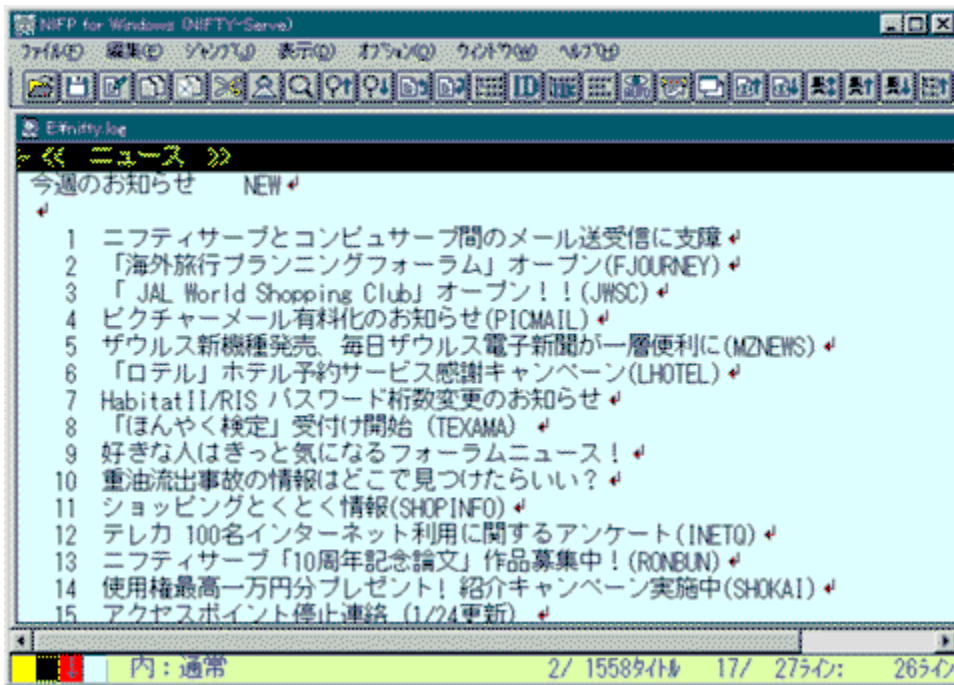 NIFP for Windows (NIFTY-Serve)
ファイル(F) 編集(E) ジャンプ(J) 表示(D) オプション(O) ウィンドウ(W) ヘルプ(H)
ID
E:¥nifty.log
<< ニュース >>
今週のお知らせ NEW
1 ニフティサーブとコンピュサーブ間のメール送受信に支障
2 「海外旅行プランニングフォーラム」オープン(FJOURNEY)
3 「 JAL World Shopping Club」オープン!!(JWSC)
4 ピクチャーメール有料化のお知らせ(PICMAIL)
5 ザウルス新機種発売、毎日ザウルス電子新聞が一層便利に(MZNEWS)
6 「ロテル」ホテル予約サービス感謝キャンペーン(LHOTEL)
7 HabitatII/RIS パスワード桁数変更のお知らせ
8 「ほんやく検定」受付け開始 (TEXAMA)
9 好きな人はきっと気になるフォーラムニュース!
10 重油流出事故の情報はどこで見つけたらいい?
11 ショッピングとくとく情報(SHOPINFO)
12 テレカ 100名インターネット利用に関するアンケート(INETQ)
13 ニフティサーブ「10周年記念論文」作品募集中!(RONBUN)
14 使用権最高一万円分プレゼント! 紹介キャンペーン実施中(SHOKAI)
15 アクセスポイント停止連絡 (1/24更新)
内:通常 2/ 1558タイトル 17/ 27ライン: 26ライン